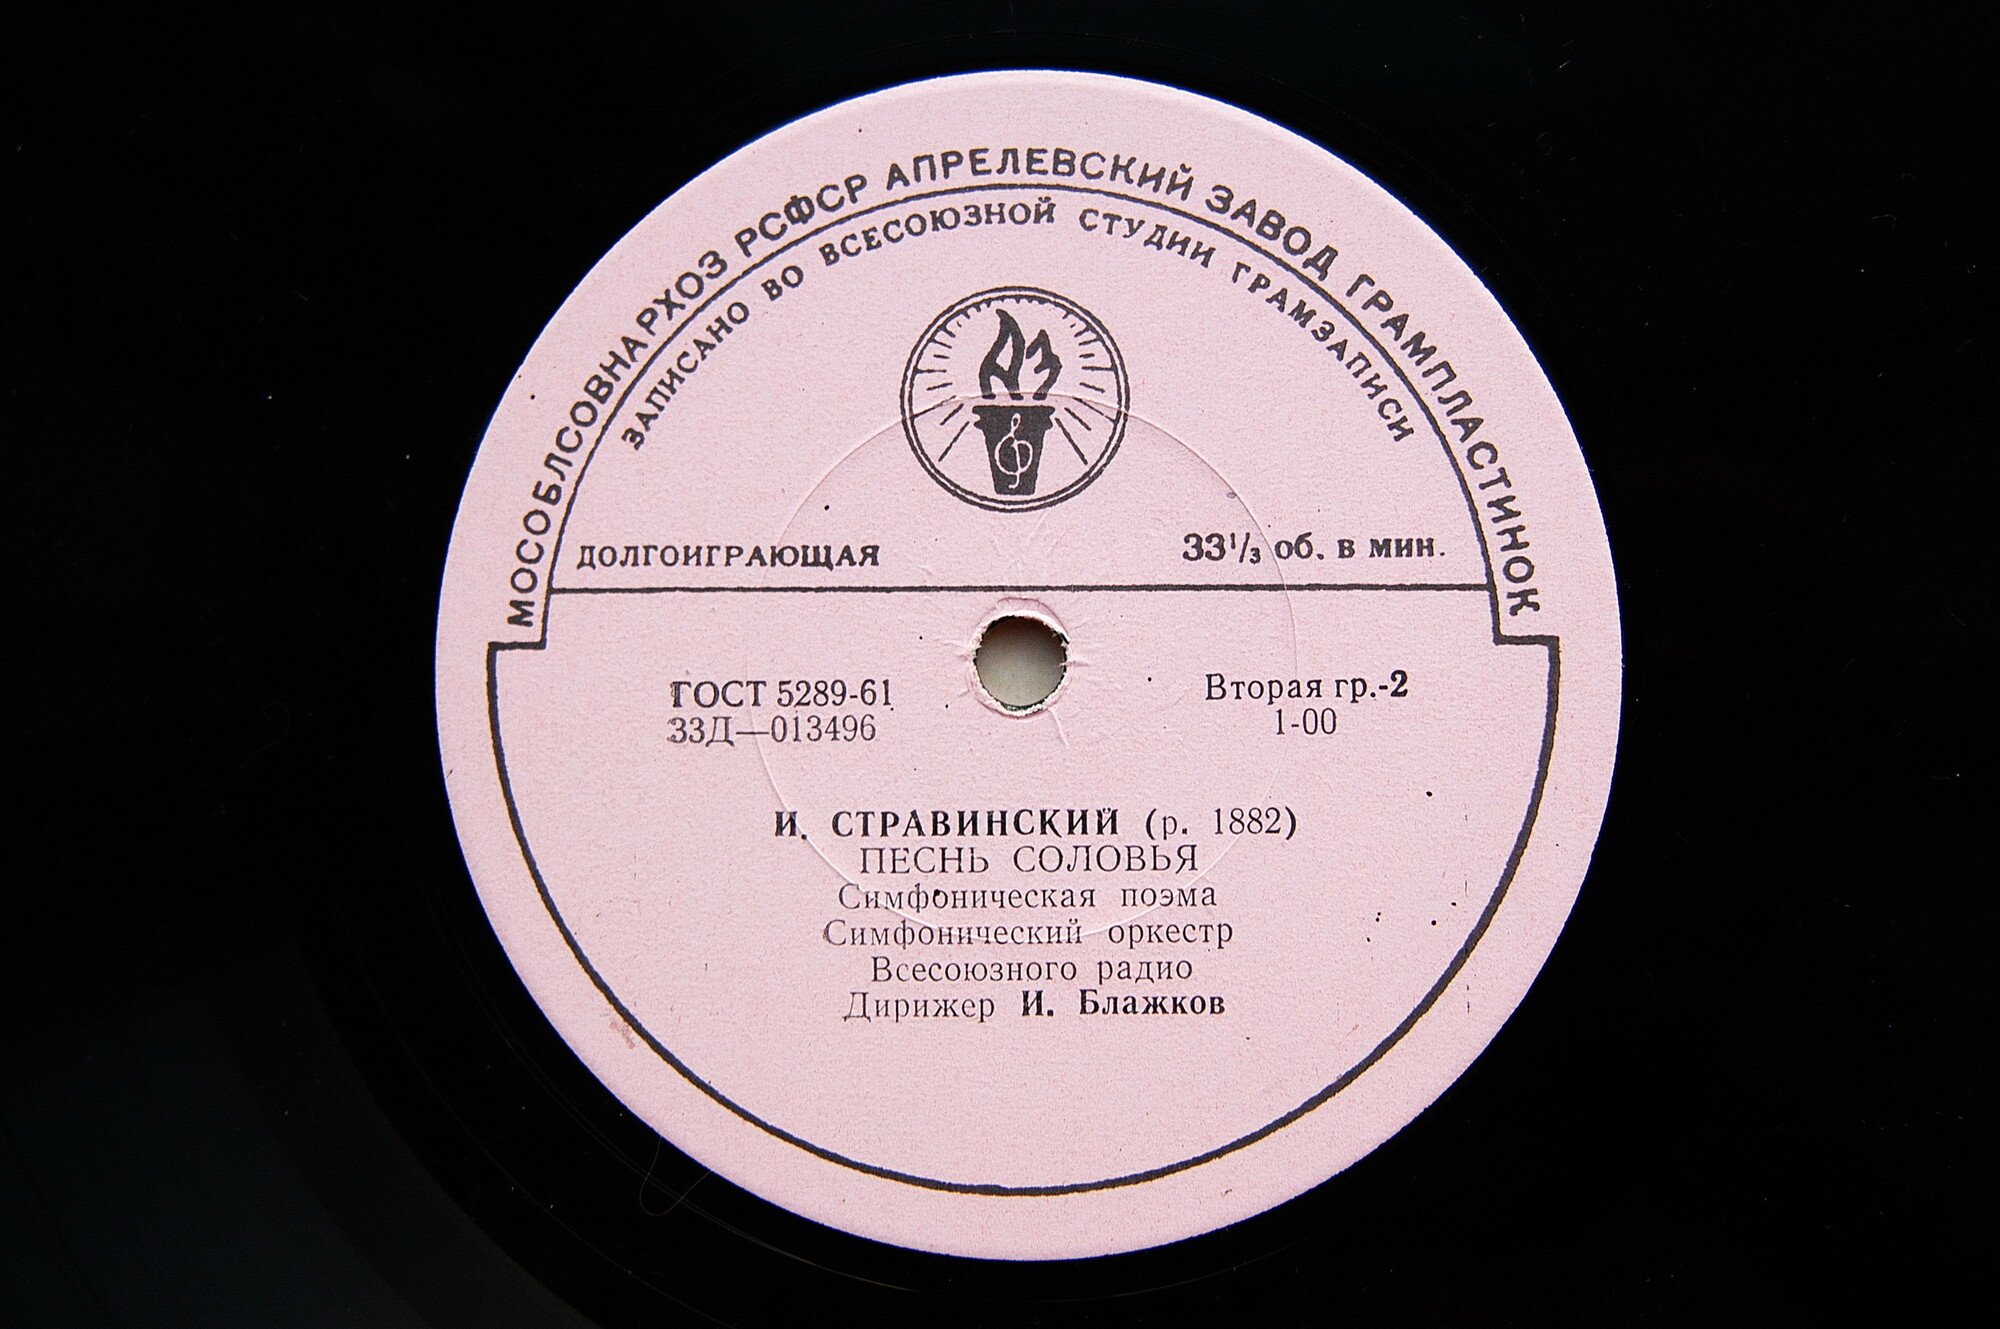 МОСОБЛСОВНАРХОЗ РСФСР АПРЕЛЕВСКИЙ ЗАВОД ГРАМПЛАСТИНОК
ЗАПИСАНО ВО ВСЕСОЮЗНОЙ СТУДИИ ГРАМЗАПИСИ
АЗ
ДОЛГОИГРАЮЩАЯ 33⅓ об. в мин.
ГОСТ 5289-61 Вторая гр.-2
33Д—013496 1-00
И. СТРАВИНСКИЙ (р. 1882)
ПЕСНЬ СОЛОВЬЯ
Симфоническая поэма
Симфонический оркестр
Всесоюзного радио
Дирижер И. Блажков